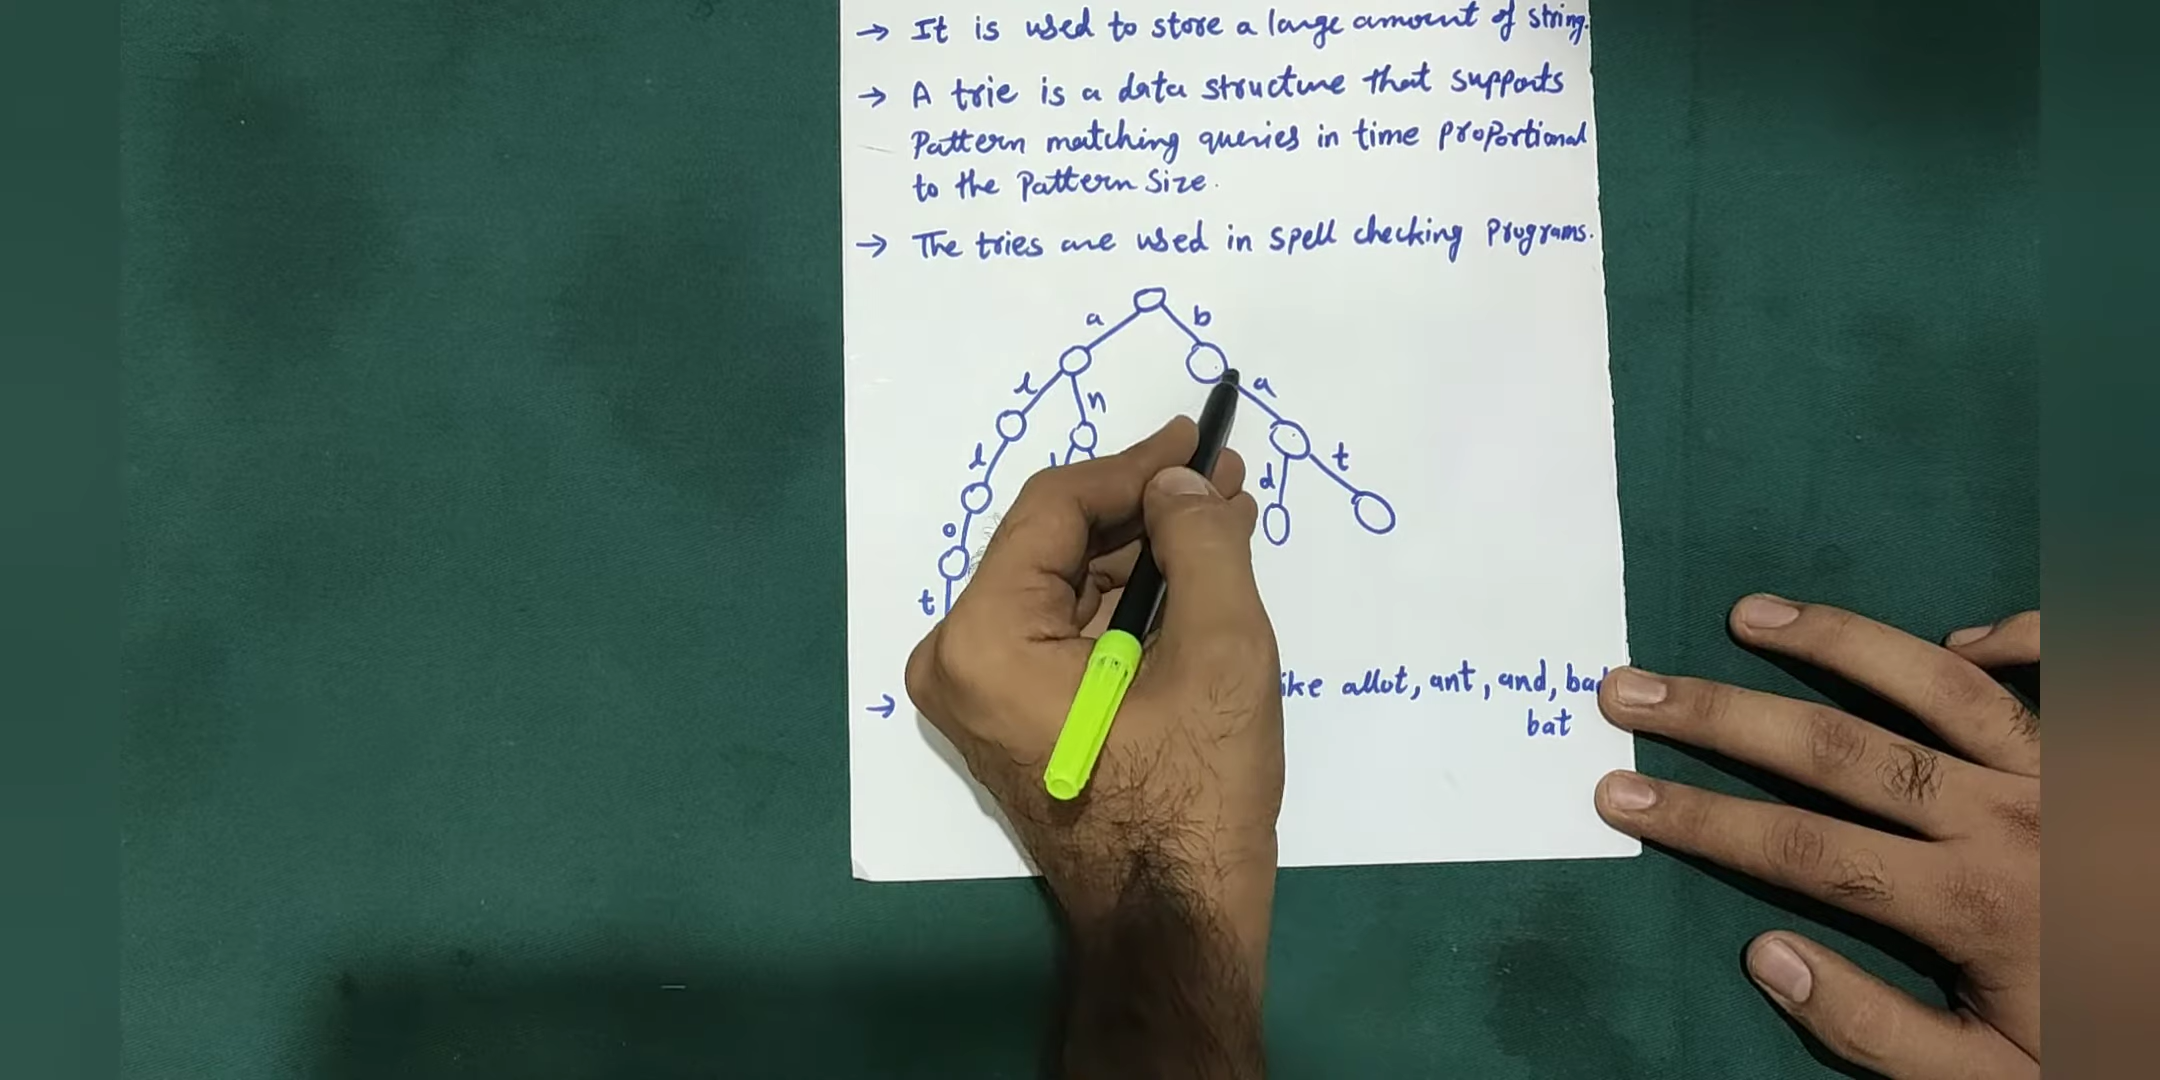 → It is used to store a large amount of string.
→ A trie is a data structure that supports
Pattern matching queries in time proportional
to the Pattern Size.
→ The tries are used in spell checking Programs.
a b
l n a
l d t
o
t
→ allot, ant, and,
bat